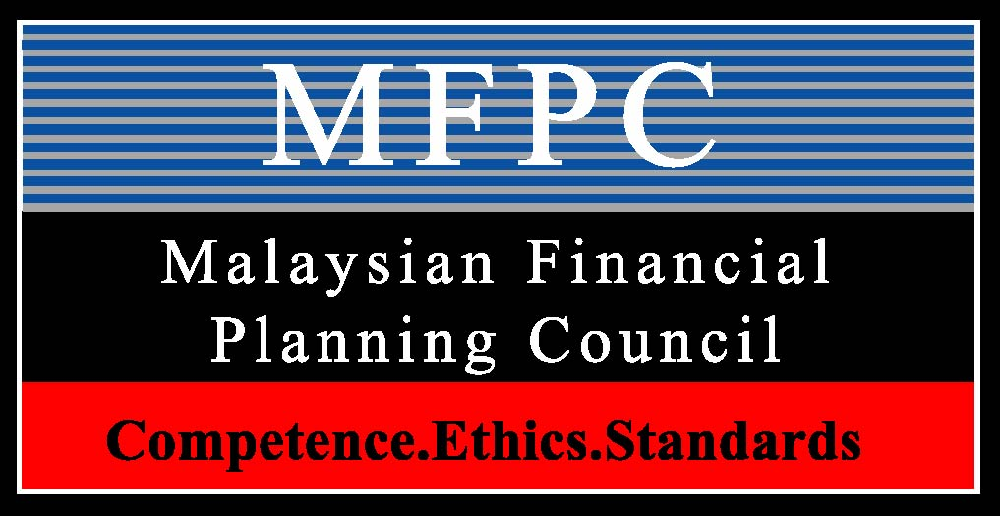 MFPC
Malaysian Financial
Planning Council
Competence.Ethics.Standards